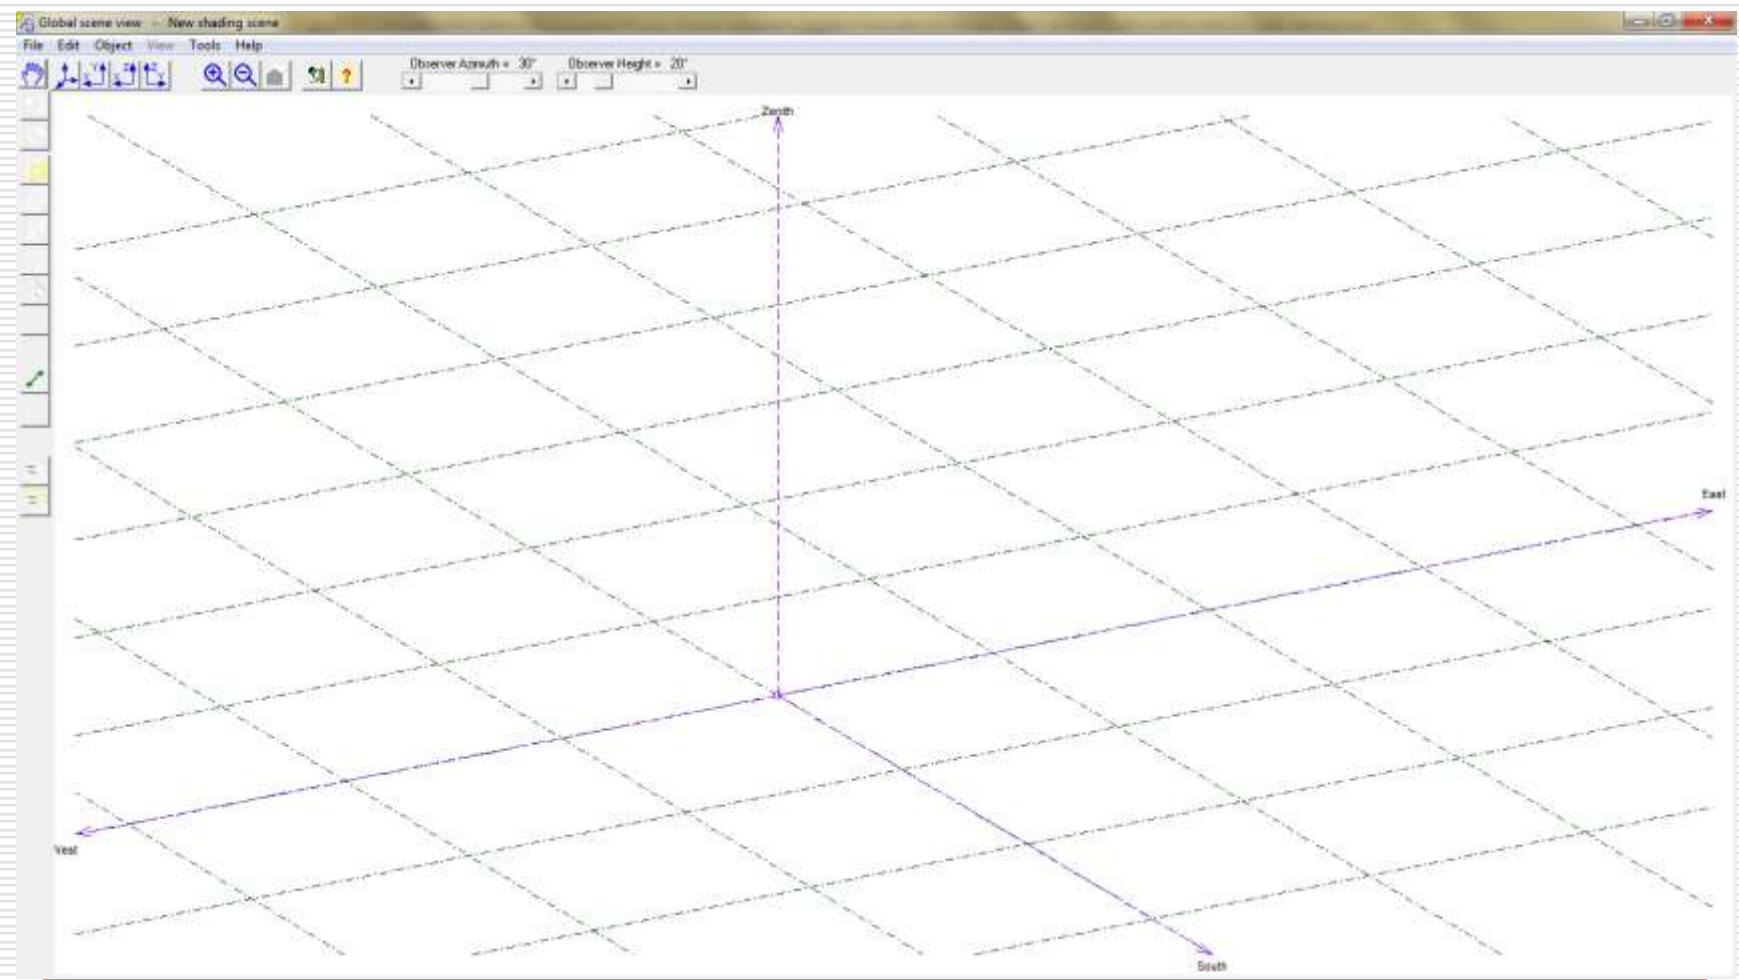 Global scene view - New shading scene
File Edit Object View Tools Help
Observer Azimuth = 30° Observer Height = 20°
Zenith
East
West
South